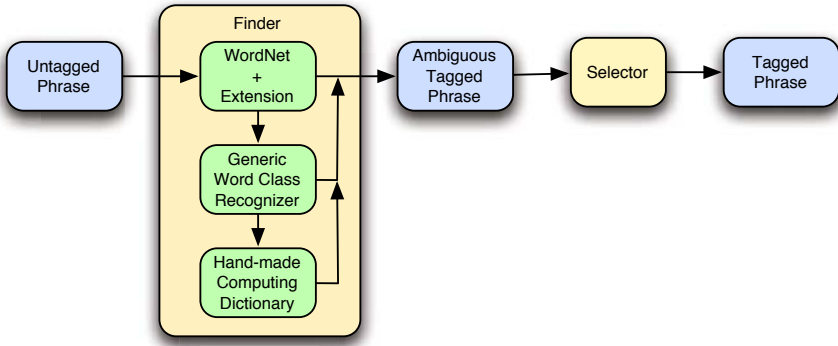 Finder
Untagged
Phrase
WordNet
+
Extension
Ambiguous
Tagged
Phrase
Selector
Tagged
Phrase
Generic
Word Class
Recognizer
Hand-made
Computing
Dictionary